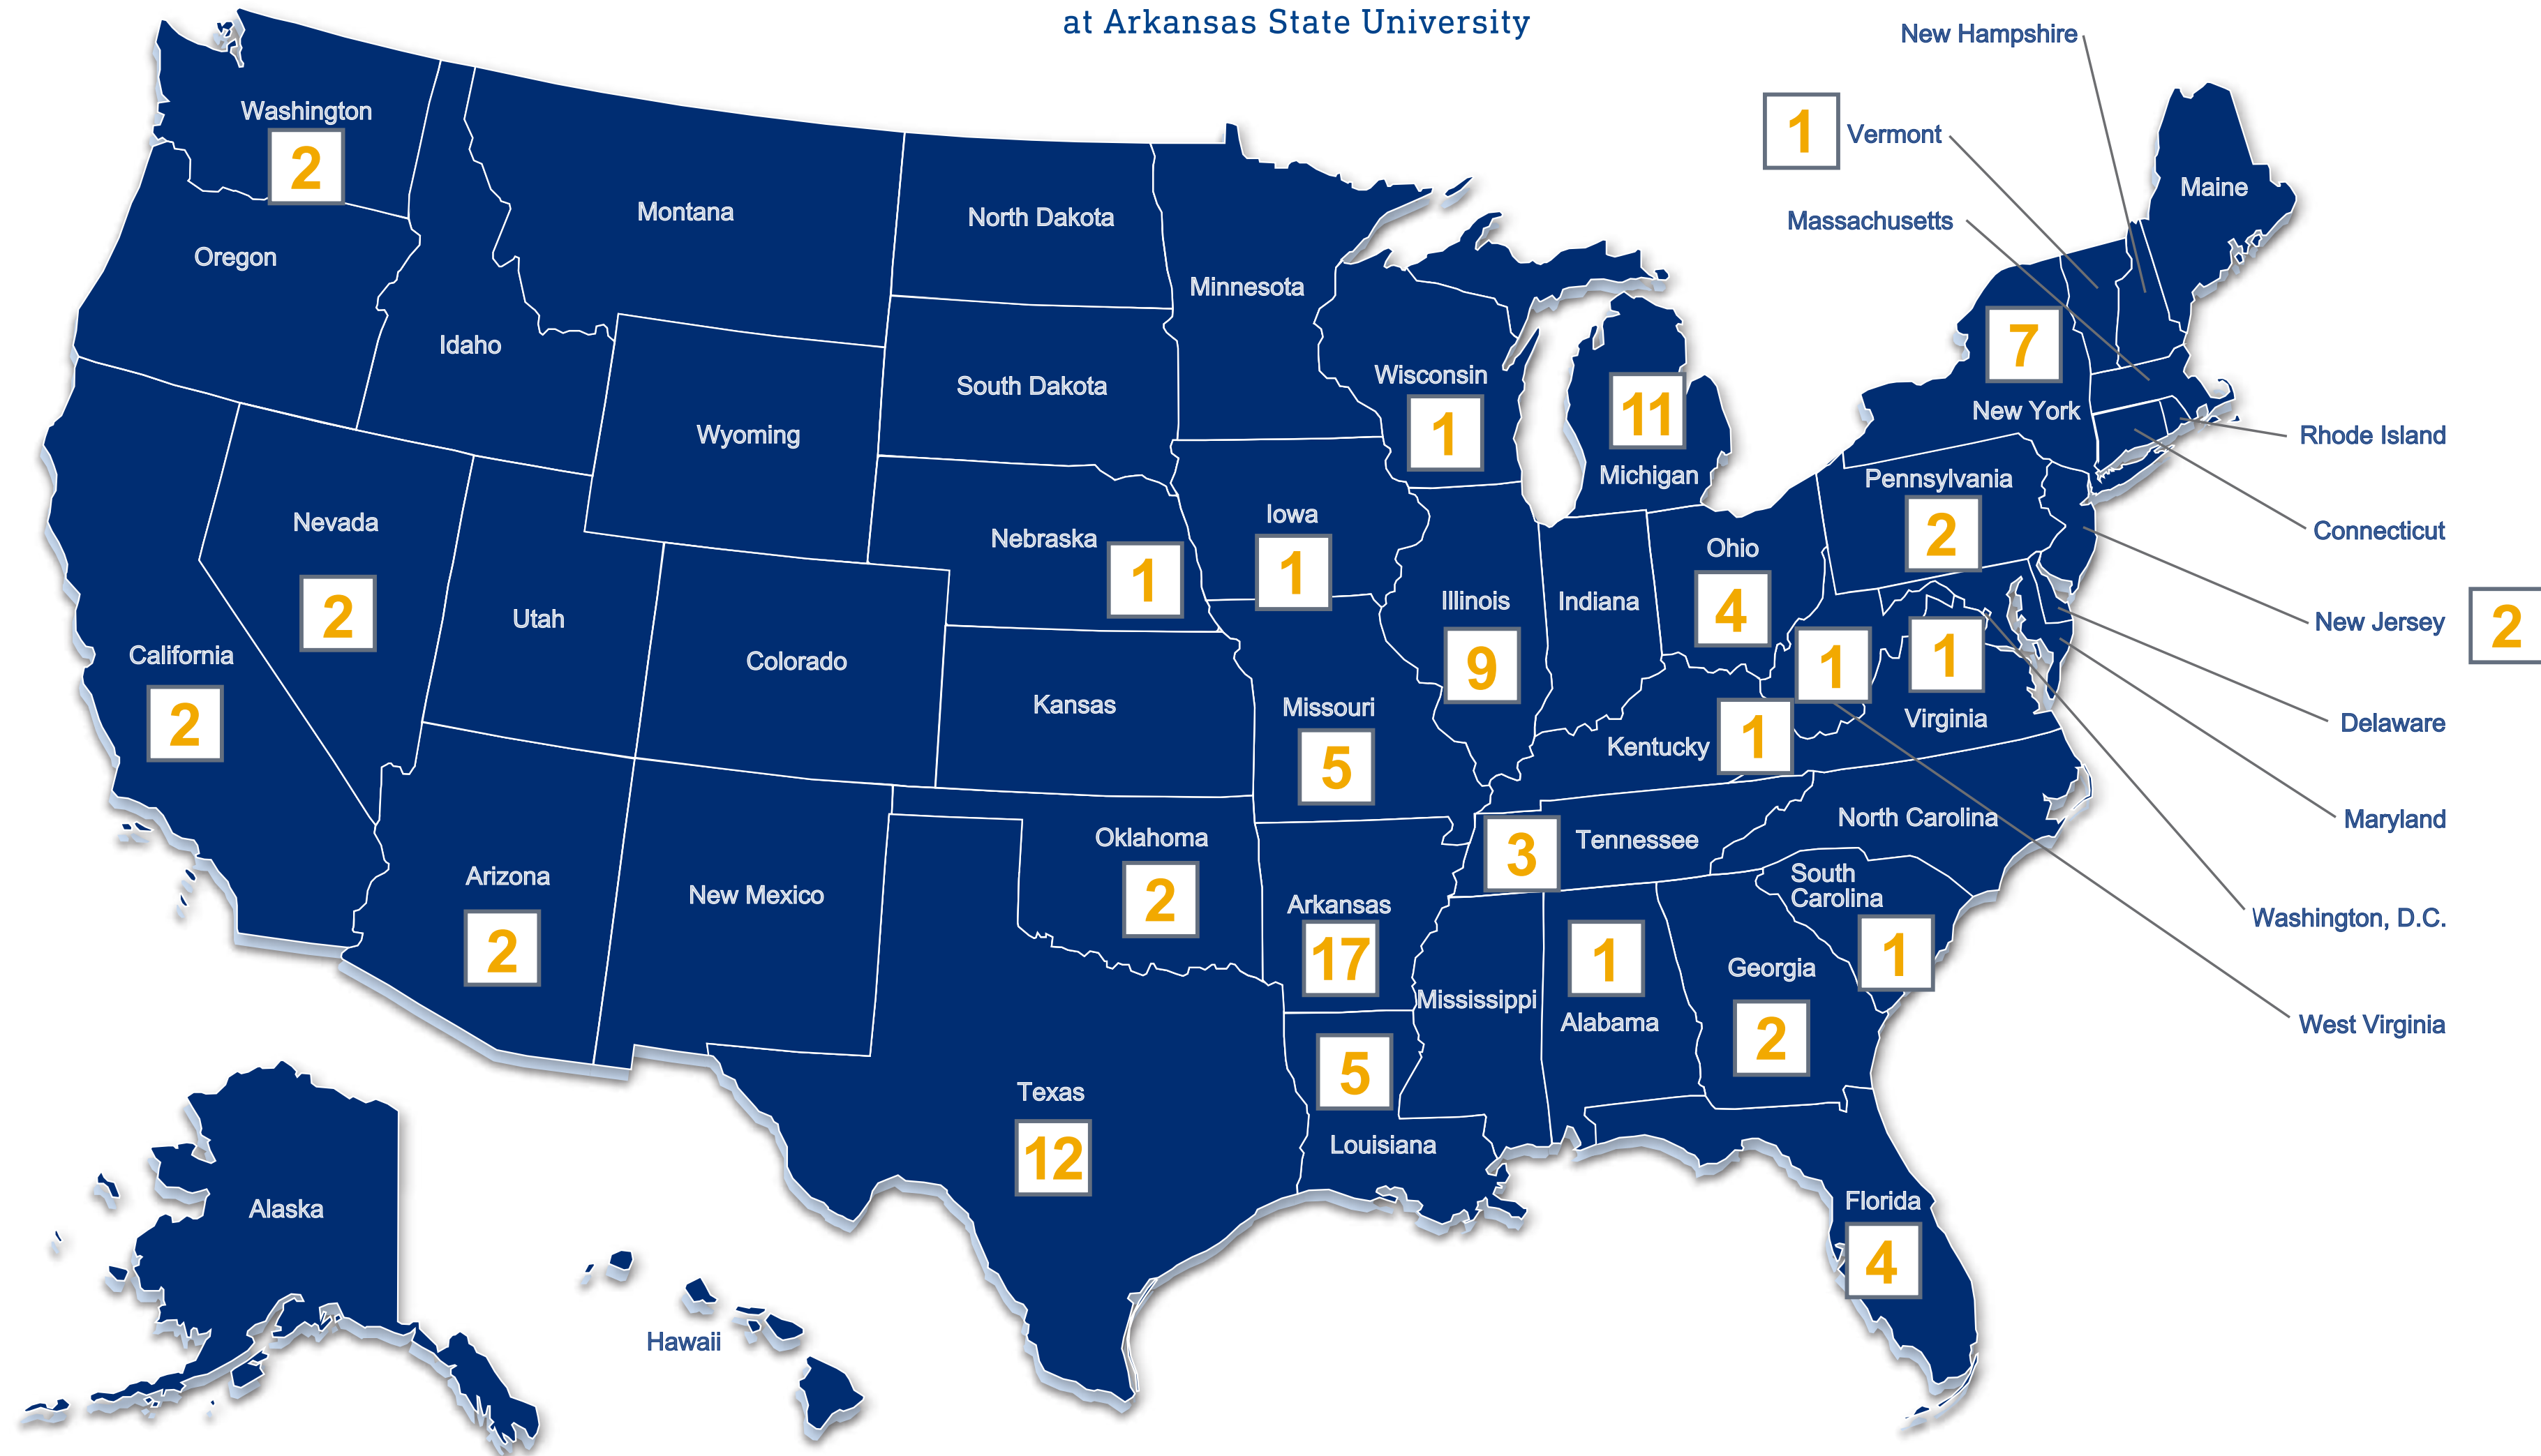 at Arkansas State University
New Hampshire
Washington
2
1
Vermont
Maine
Montana
North Dakota
Massachusetts
Oregon
Minnesota
Idaho
7
Wisconsin
1
11
South Dakota
New York
Wyoming
Rhode Island
Michigan
Pennsylvania
2
Nevada
2
Iowa
1
Nebraska
1
Connecticut
Ohio
4
Utah
Illinois
9
Indiana
New Jersey
2
California
2
Colorado
1
1
Virginia
Kansas
Missouri
5
Kentucky
1
Delaware
North Carolina
Maryland
Oklahoma
2
3
Tennessee
Arizona
2
New Mexico
Arkansas
17
South
Carolina
1
Washington, D.C.
1
Alabama
Georgia
2
Mississippi
West Virginia
5
Louisiana
Texas
12
Alaska
Florida
4
Hawaii